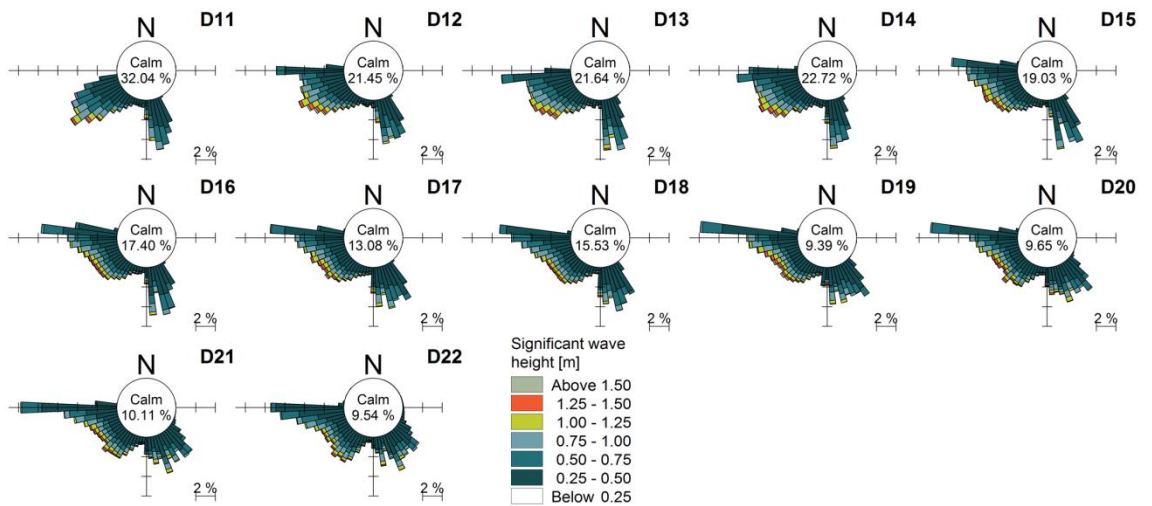 N D11
Calm
32.04 %
2 %
N D12
Calm
21.45 %
2 %
N D13
Calm
21.64 %
2 %
N D14
Calm
22.72 %
2 %
N D15
Calm
19.03 %
2 %
N D16
Calm
17.40 %
2 %
N D17
Calm
13.08 %
2 %
N D18
Calm
15.53 %
2 %
N D19
Calm
9.39 %
2 %
N D20
Calm
9.65 %
2 %
N D21
Calm
10.11 %
2 %
N D22
Calm
9.54 %
2 %
Significant wave
height [m]
Above 1.50
1.25 - 1.50
1.00 - 1.25
0.75 - 1.00
0.50 - 0.75
0.25 - 0.50
Below 0.25